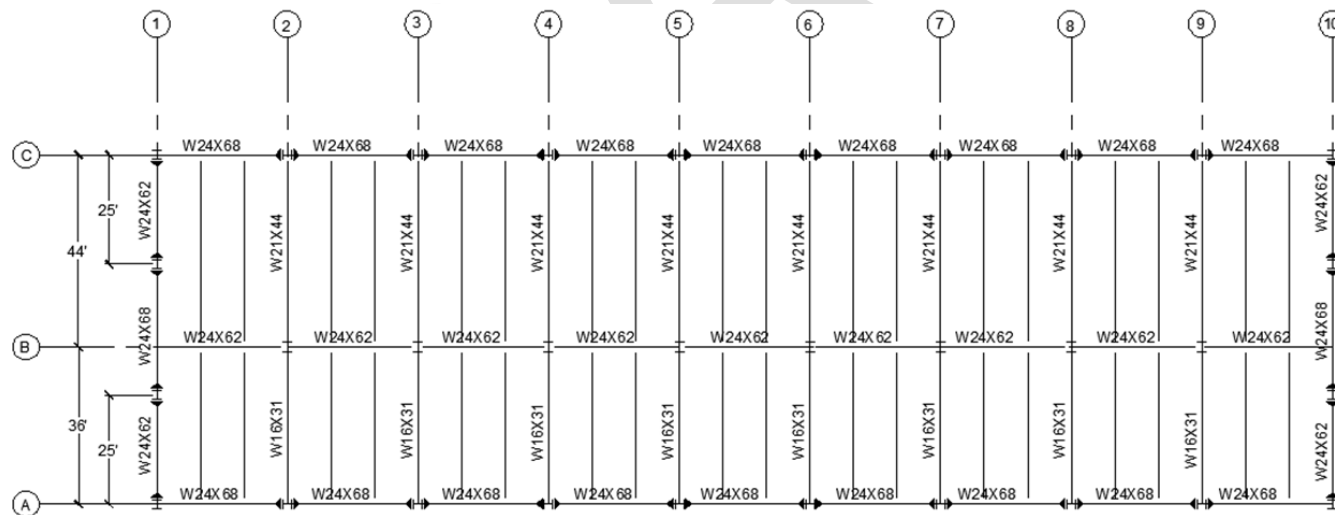 1 2 3 4 5 6 7 8 9 10
C W24X68 W24X68 W24X68 W24X68 W24X68 W24X68 W24X68 W24X68 W24X68
25' W24X62 W21X44 W21X44 W21X44 W21X44 W21X44 W21X44 W21X44 W21X44 W24X62
44'
B W24X68 W24X62 W24X62 W24X62 W24X62 W24X62 W24X62 W24X62 W24X62 W24X62 W24X68
36'
25' W24X62 W16X31 W16X31 W16X31 W16X31 W16X31 W16X31 W16X31 W16X31 W24X62
A W24X68 W24X68 W24X68 W24X68 W24X68 W24X68 W24X68 W24X68 W24X68